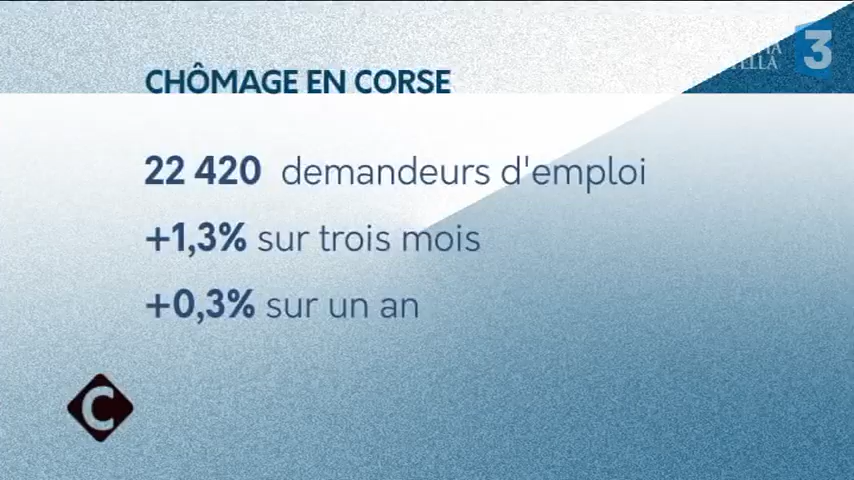 CHÔMAGE EN CORSE
3
22 420 demandeurs d'emploi
+1,3% sur trois mois
+0,3% sur un an
C